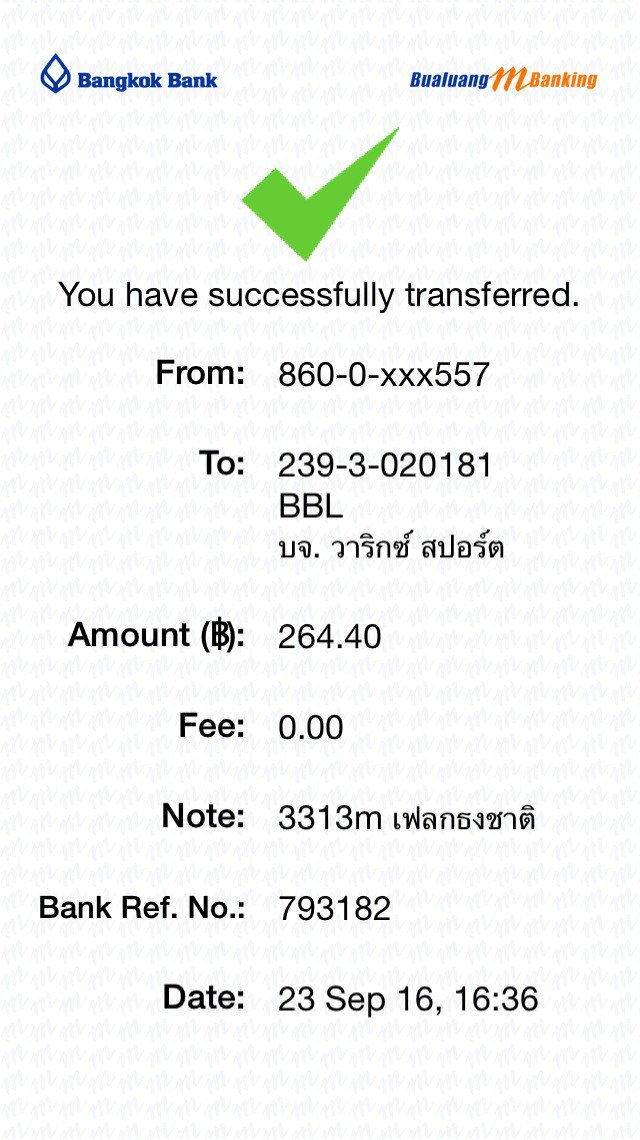 Bangkok Bank
Bualuang mBanking
You have successfully transferred.
From: 860-0-xxx557
To: 239-3-020181
BBL
บจ. วาริกซ์ สปอร์ต
Amount (฿): 264.40
Fee: 0.00
Note: 3313m เฟลกธงชาติ
Bank Ref. No.: 793182
Date: 23 Sep 16, 16:36